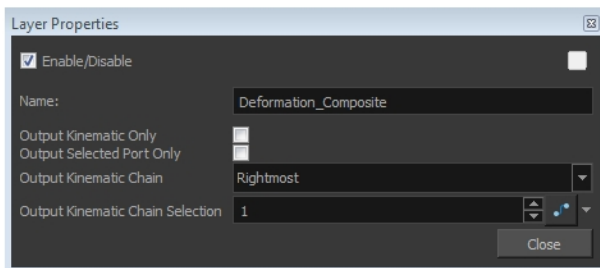 Layer Properties
Enable/Disable
Name: Deformation_Composite
Output Kinematic Only
Output Selected Port Only
Output Kinematic Chain Rightmost
Output Kinematic Chain Selection 1
Close